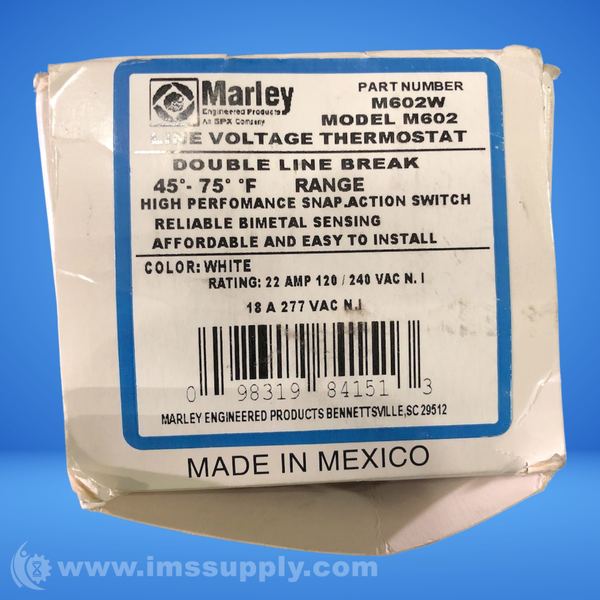 Marley
Engineered Products
An SPX Company
PART NUMBER
M602W
MODEL M602
LINE VOLTAGE THERMOSTAT
DOUBLE LINE BREAK
45°- 75° °F RANGE
HIGH PERFOMANCE SNAP.ACTION SWITCH
RELIABLE BIMETAL SENSING
AFFORDABLE AND EASY TO INSTALL
COLOR: WHITE
RATING: 22 AMP 120 / 240 VAC N. I
18 A 277 VAC N.I
0 98319 84151 3
MARLEY ENGINEERED PRODUCTS BENNETTSVILLE,SC 29512
MADE IN MEXICO
www.imssupply.com